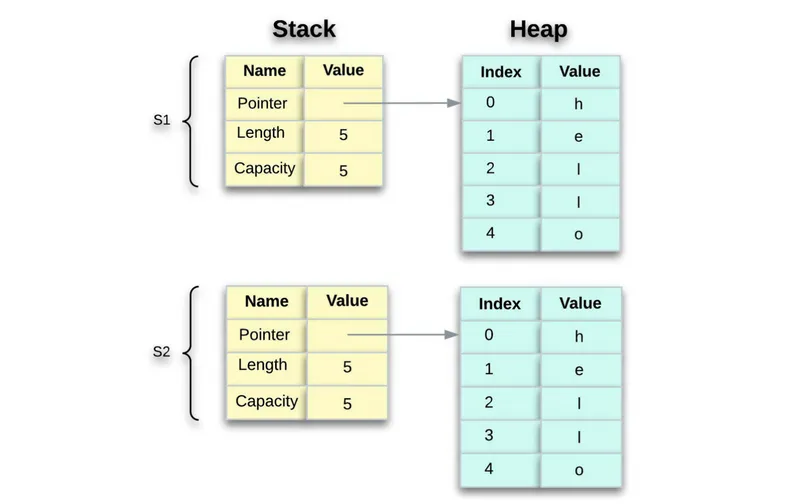 Stack Heap
Name Value Index Value
Pointer 0 h
S1 Length 5 1 e
Capacity 5 2 l
3 l
4 o
Name Value Index Value
Pointer 0 h
S2 Length 5 1 e
Capacity 5 2 l
3 l
4 o